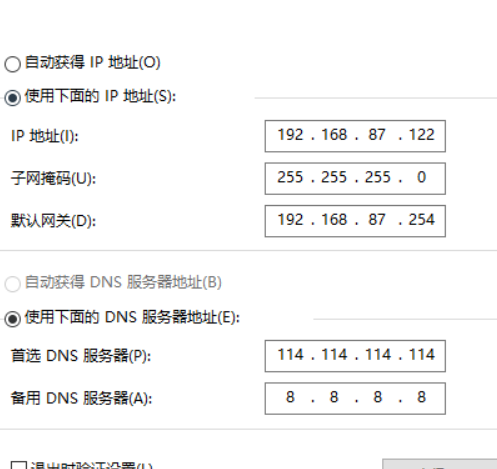 自动获得 IP 地址(O)
使用下面的 IP 地址(S):
IP 地址(I): 192 . 168 . 87 . 122
子网掩码(U): 255 . 255 . 255 . 0
默认网关(D): 192 . 168 . 87 . 254
自动获得 DNS 服务器地址(B)
使用下面的 DNS 服务器地址(E):
首选 DNS 服务器(P): 114 . 114 . 114 . 114
备用 DNS 服务器(A): 8 . 8 . 8 . 8
退出时验证设置(L)